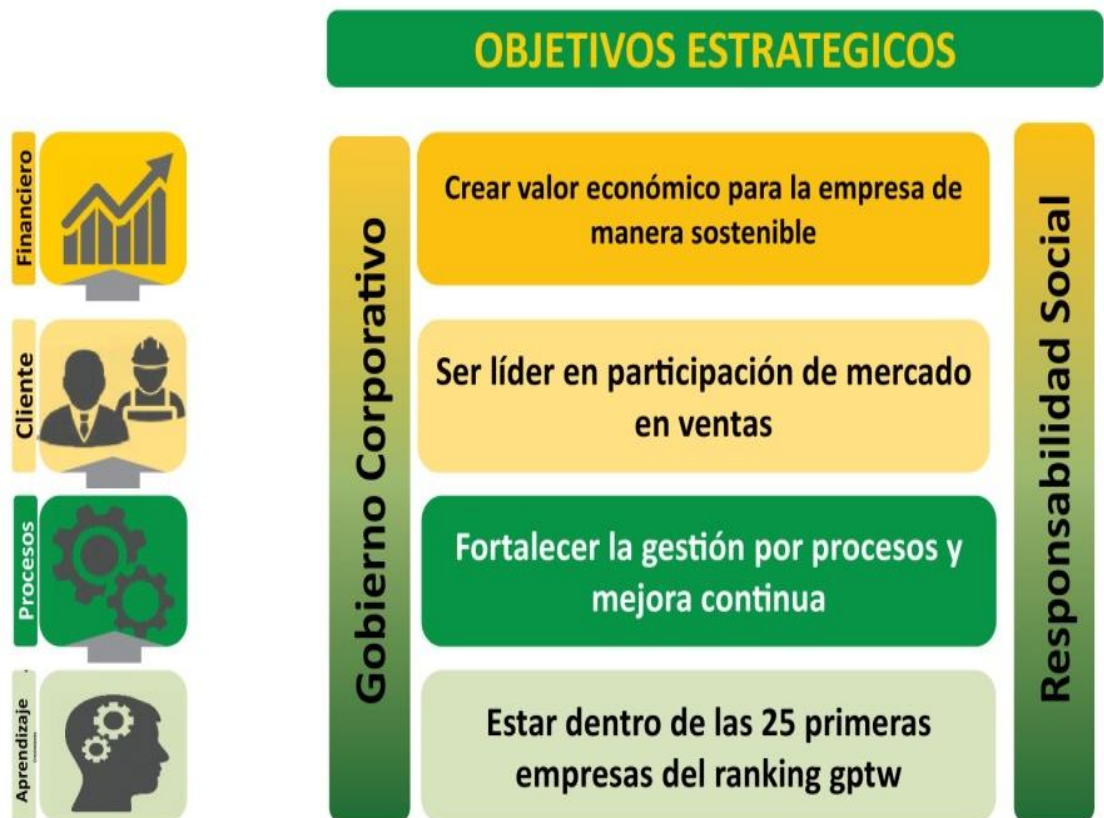 OBJETIVOS ESTRATEGICOS
Financiero
Crear valor económico para la empresa de
manera sostenible
Cliente
Ser líder en participación de mercado
en ventas
Procesos
Fortalecer la gestión por procesos y
mejora continua
Aprendizaje
Estar dentro de las 25 primeras
empresas del ranking gptw
Gobierno Corporativo
Responsabilidad Social